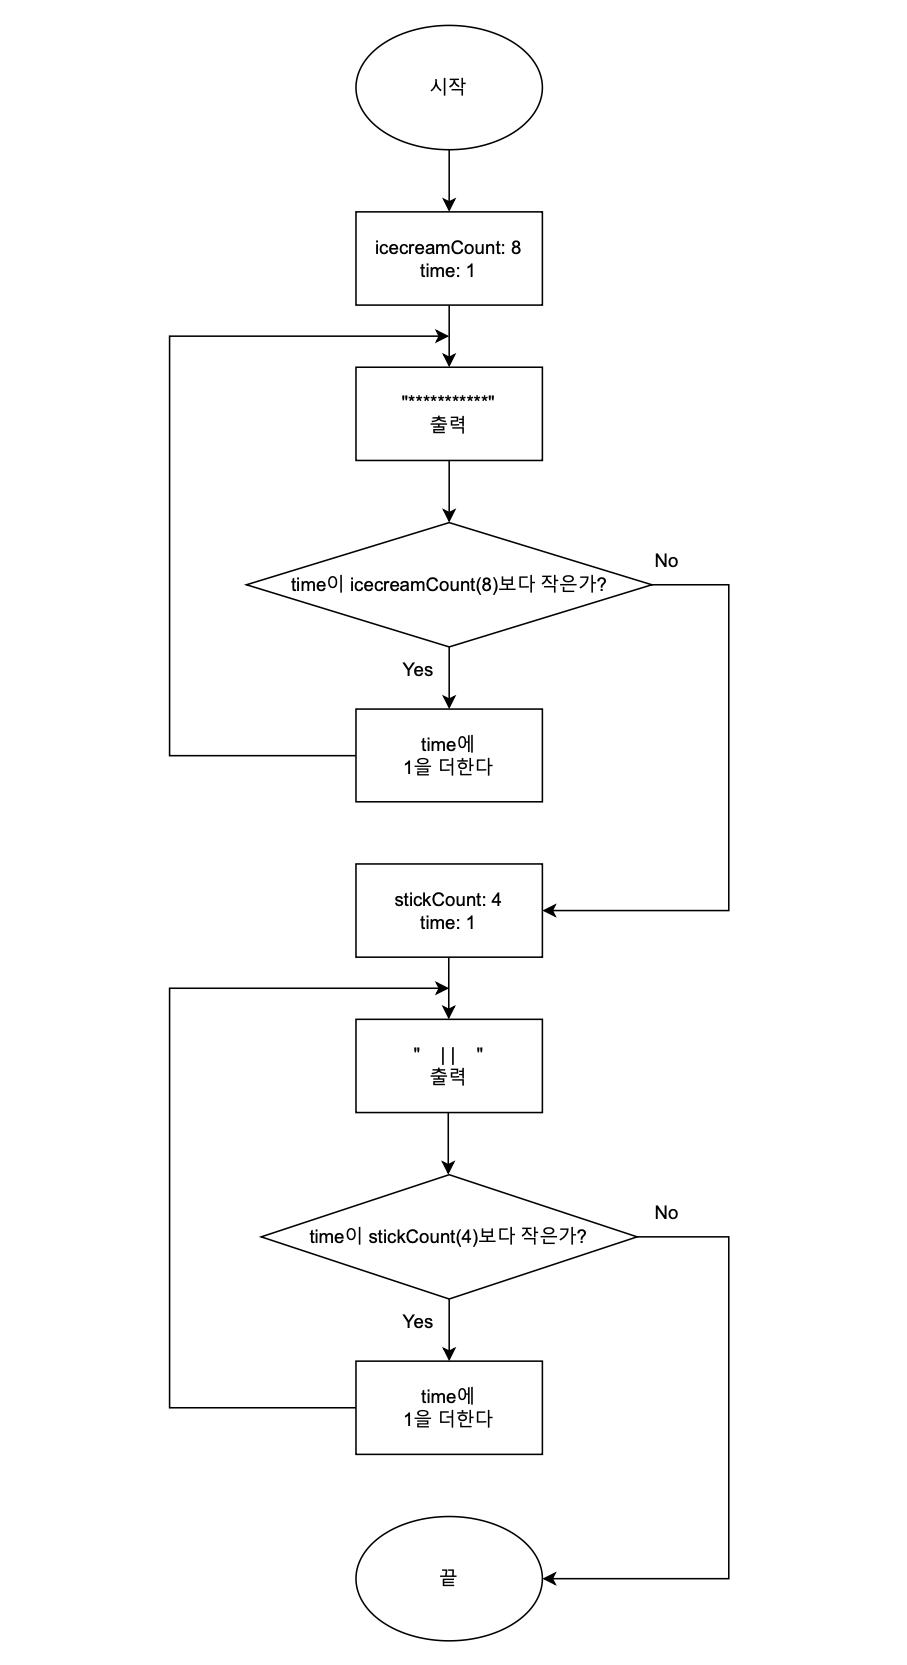 시작
icecreamCount: 8
time: 1
"***********"
출력
time이 icecreamCount(8)보다 작은가?
No
Yes
time에
1을 더한다
stickCount: 4
time: 1
"    ||    "
출력
time이 stickCount(4)보다 작은가?
No
Yes
time에
1을 더한다
끝